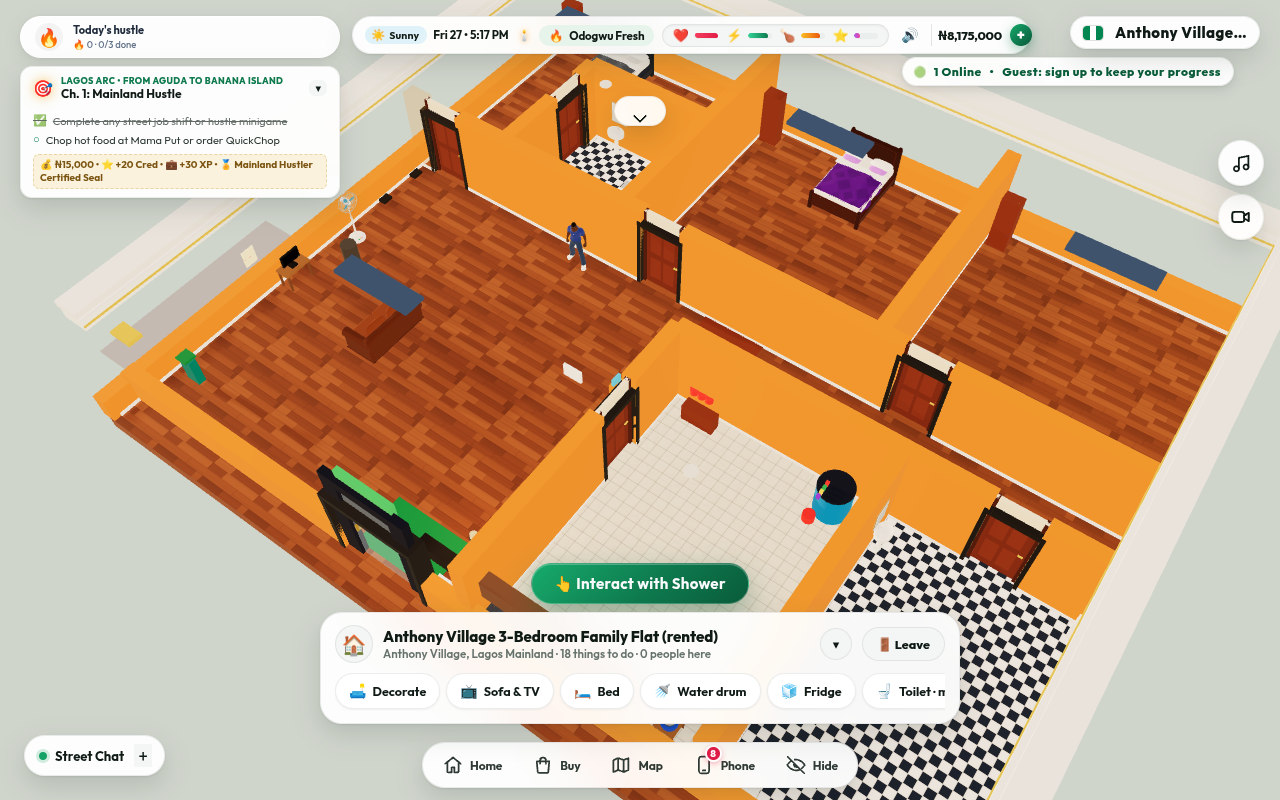 Today's hustle
0 · 0/3 done
Sunny
Fri 27 • 5:17 PM
Odogwu Fresh
₦8,175,000
+
Anthony Village...
1 Online • Guest: sign up to keep your progress
LAGOS ARC • FROM AGUDA TO BANANA ISLAND
Ch. 1: Mainland Hustle
Complete any street job shift or hustle minigame
Chop hot food at Mama Put or order QuickChop
₦15,000 • +20 Cred • +30 XP • Mainland Hustler
Certified Seal
Interact with Shower
Anthony Village 3-Bedroom Family Flat (rented)
Anthony Village, Lagos Mainland · 18 things to do · 0 people here
Leave
Decorate
Sofa & TV
Bed
Water drum
Fridge
Toilet · m
Street Chat +
Home
Buy
Map
8
Phone
Hide